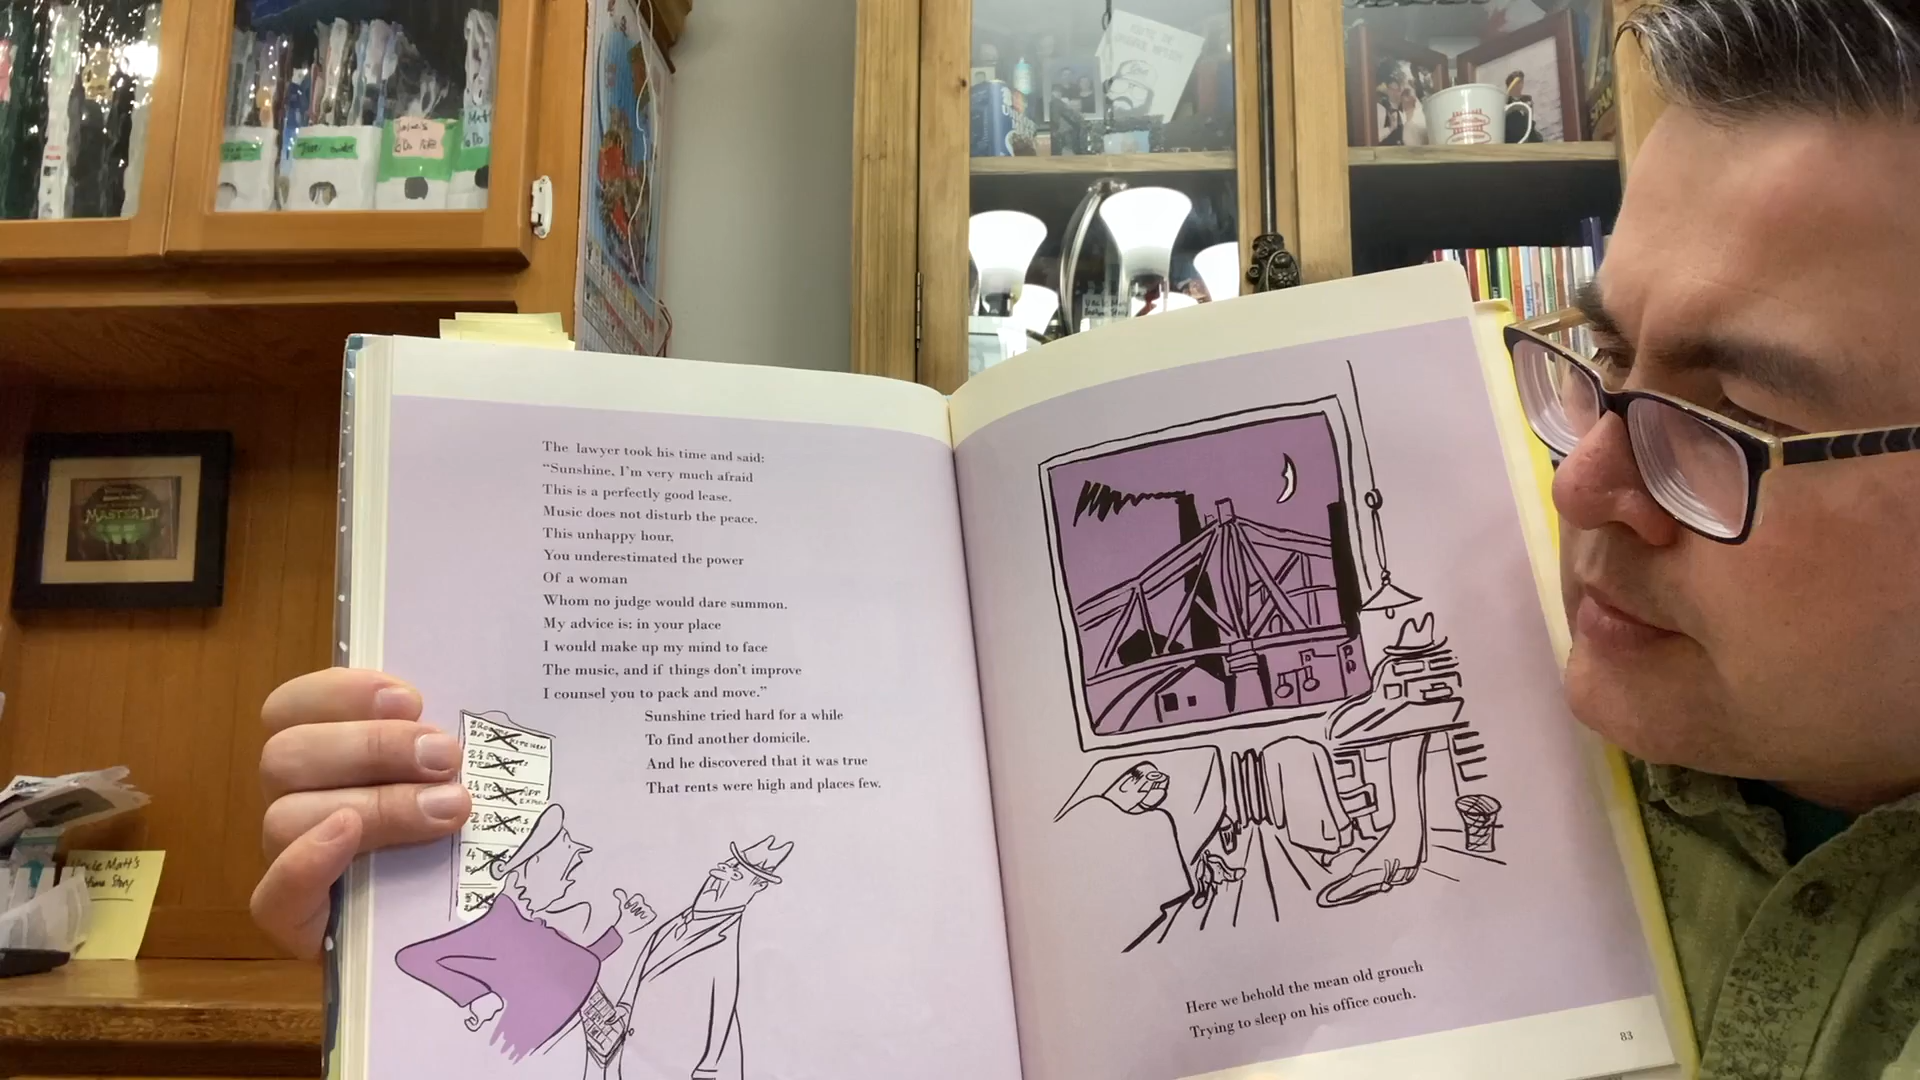 MASTER LU
Uncle Matt's
Story
The lawyer took his time and said:
“Sunshine, I'm very much afraid
This is a perfectly good lease.
Music does not disturb the peace.
This unhappy hour,
You underestimated the power
Of a woman
Whom no judge would dare summon.
My advice is: in your place
I would make up my mind to face
The music, and if things don't improve
I counsel you to pack and move.”
Sunshine tried hard for a while
To find another domicile.
And he discovered that it was true
That rents were high and places few.
Here we behold the mean old grouch
Trying to sleep on his office couch.
83